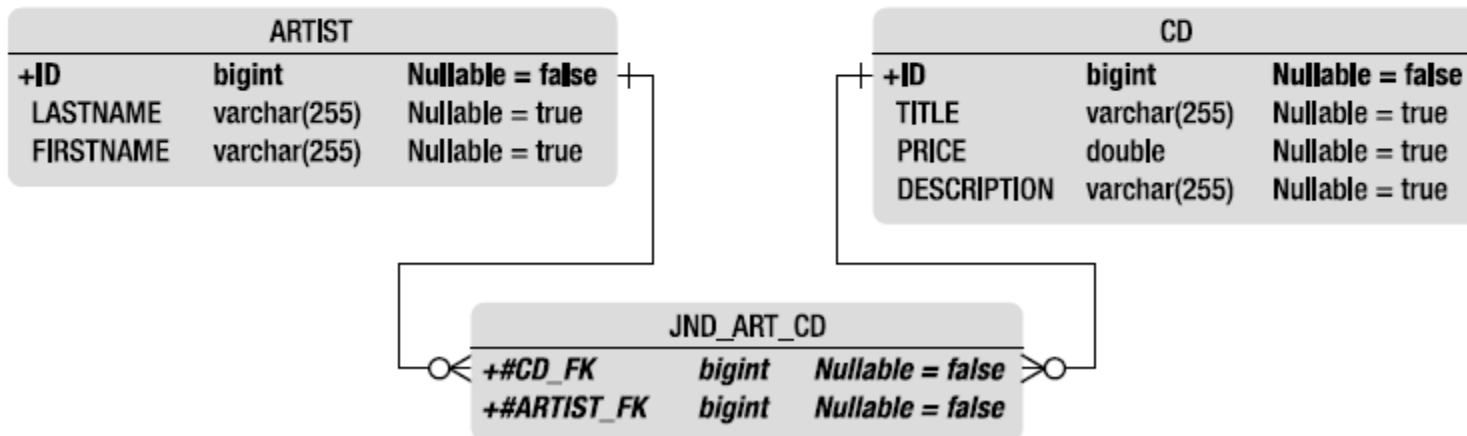 ARTIST
+ID bigint Nullable = false
LASTNAME varchar(255) Nullable = true
FIRSTNAME varchar(255) Nullable = true
CD
+ID bigint Nullable = false
TITLE varchar(255) Nullable = true
PRICE double Nullable = true
DESCRIPTION varchar(255) Nullable = true
JND_ART_CD
+#CD_FK bigint Nullable = false
+#ARTIST_FK bigint Nullable = false